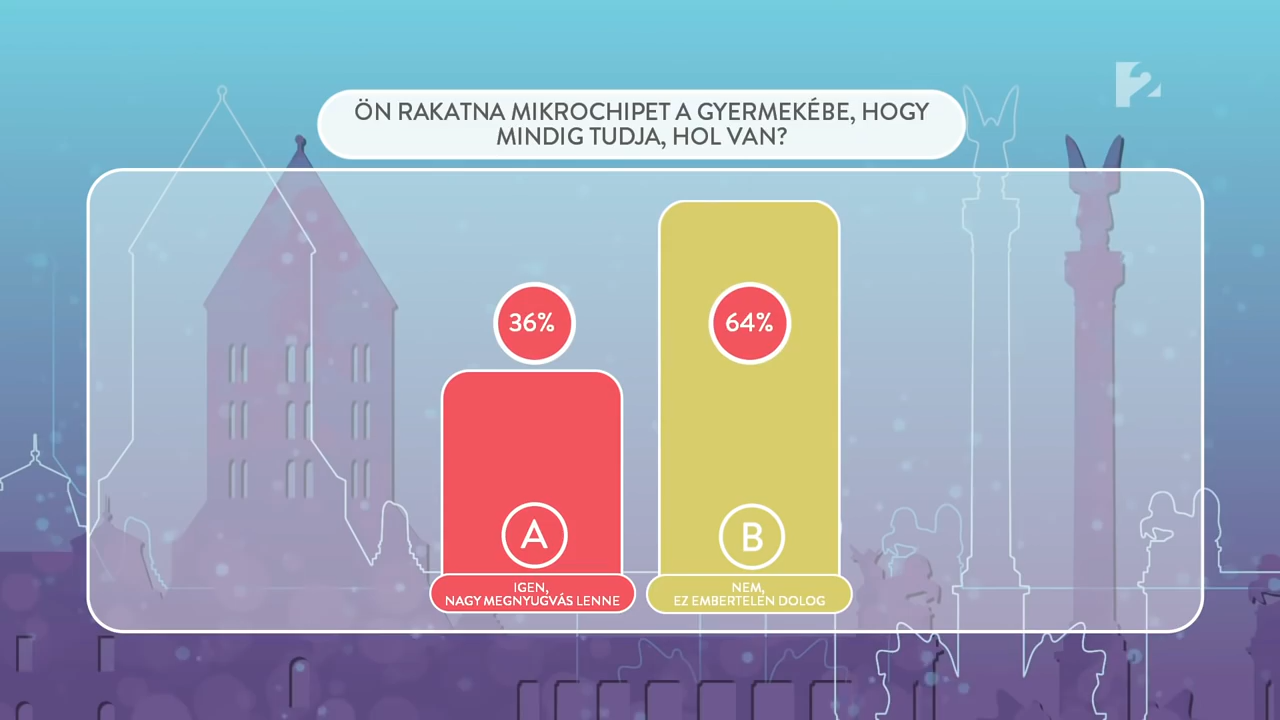 ÖN RAKATNA MIKROCHIPET A GYERMEKÉBE, HOGY
MINDIG TUDJA, HOL VAN?
36%
64%
A
B
IGEN,
NAGY MEGNYUGVÁS LENNE
NEM,
EZ EMBERTELEN DOLOG